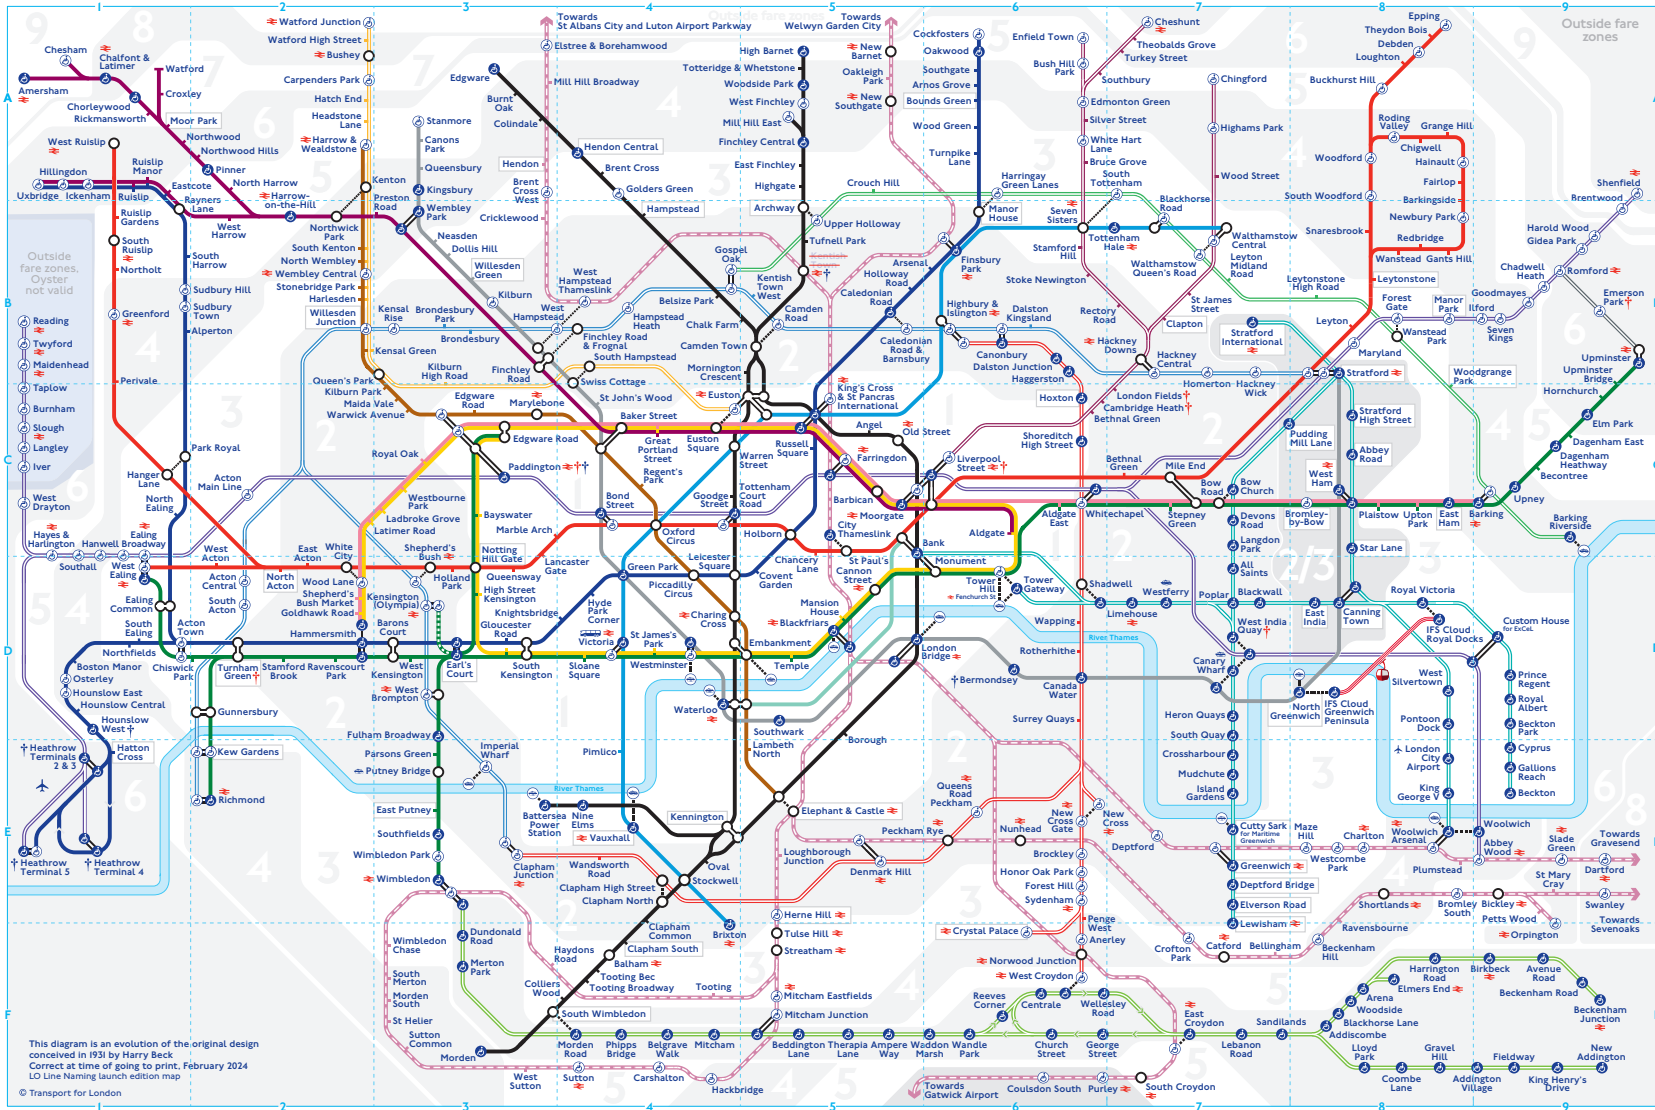 1
2
3
4
5
6
7
8
9
Outside fare
zones
Towards
St Albans City and Luton Airport Parkway
Towards
Welwyn Garden City
Watford Junction
Watford High Street
Bushey
Carpenders Park
Hatch End
Headstone
Lane
Harrow &
Wealdstone
Chesham
Chalfont &
Latimer
Amersham
Chorleywood
Rickmansworth
Watford
Croxley
Moor Park
Northwood
Northwood Hills
Pinner
North Harrow
Harrow-
on-the-Hill
West Ruislip
Hillingdon
Uxbridge
Ickenham
Ruislip
Ruislip
Manor
Eastcote
Rayners
Lane
West
Harrow
Ruislip
Gardens
South
Ruislip
Northolt
Greenford
Perivale
Hanger
Lane
South
Harrow
Sudbury Hill
Sudbury
Town
Alperton
Park Royal
North
Ealing
Kenton
Preston
Road
Northwick
Park
South Kenton
North Wembley
Wembley Central
Stonebridge Park
Harlesden
Willesden
Junction
Kensal Green
Queen's Park
Kilburn Park
Maida Vale
Warwick Avenue
Stanmore
Canons
Park
Queensbury
Kingsbury
Wembley
Park
Neasden
Dollis Hill
Willesden
Green
Kilburn
West
Hampstead
Finchley
Road
Swiss Cottage
St John's Wood
Baker Street
Edgware
Burnt
Oak
Colindale
Hendon Central
Brent Cross
Golders Green
Hampstead
Belsize Park
Chalk Farm
Camden Town
Mornington
Crescent
Euston
Elstree & Borehamwood
Mill Hill Broadway
Hendon
Brent
Cross
West
Cricklewood
West
Hampstead
Thameslink
High Barnet
Totteridge & Whetstone
Woodside Park
West Finchley
Mill Hill East
Finchley Central
East Finchley
Highgate
Archway
Tufnell Park
Kentish
Town
Upper Holloway
Crouch Hill
Gospel
Oak
Kentish
Town
West
Camden
Road
Hampstead
Heath
Finchley Road
& Frognal
South Hampstead
Kilburn
High Road
Kensal
Rise
Brondesbury
Park
Brondesbury
New
Barnet
Oakleigh
Park
New
Southgate
Cockfosters
Oakwood
Southgate
Arnos Grove
Bounds Green
Wood Green
Turnpike
Lane
Harringay
Green Lanes
Manor
House
Finsbury
Park
Arsenal
Holloway
Road
Caledonian
Road
Caledonian
Road &
Barnsbury
Highbury &
Islington
Canonbury
Dalston
Kingsland
Dalston Junction
Haggerston
Hoxton
Shoreditch
High Street
Enfield Town
Bush Hill
Park
Edmonton Green
Silver Street
White Hart
Lane
Bruce Grove
South
Tottenham
Seven
Sisters
Stamford
Hill
Stoke Newington
Rectory
Road
Hackney
Downs
Hackney
Central
London Fields†
Cambridge Heath†
Bethnal Green
Cheshunt
Theobalds Grove
Turkey Street
Southbury
Chingford
Highams Park
Wood Street
Blackhorse
Road
Tottenham
Hale
Walthamstow
Central
Walthamstow
Queen's Road
Leyton
Midland
Road
St James
Street
Clapton
Leytonstone
High Road
Homerton
Hackney
Wick
Stratford
International
Stratford
Maryland
Epping
Theydon Bois
Debden
Loughton
Buckhurst Hill
Roding
Valley
Chigwell
Grange Hill
Hainault
Fairlop
Barkingside
Newbury Park
Redbridge
Gants Hill
Wanstead
Woodford
South Woodford
Snaresbrook
Leytonstone
Leyton
Forest
Gate
Manor
Park
Wanstead
Park
Woodgrange
Park
Ilford
Seven
Kings
Goodmayes
Chadwell
Heath
Romford
Gidea Park
Harold Wood
Brentwood
Shenfield
Emerson
Park†
Upminster
Upminster
Bridge
Hornchurch
Elm Park
Dagenham East
Dagenham
Heathway
Becontree
Upney
Barking
Barking
Riverside
East
Ham
Upton
Park
Plaistow
West
Ham
Bromley-
by-Bow
Bow
Road
Bow
Church
Mile End
Stepney
Green
Whitechapel
Aldgate
East
Aldgate
Bethnal
Green
Pudding
Mill Lane
Stratford
High Street
Abbey
Road
Star Lane
Devons
Road
Langdon
Park
All
Saints
Poplar
Blackwall
East
India
Canning
Town
Royal Victoria
Custom House
for ExCeL
IFS Cloud
Royal Docks
Prince
Regent
Royal
Albert
Beckton
Park
Cyprus
Gallions
Reach
Beckton
West
Silvertown
Pontoon
Dock
London
City
Airport
King
George V
Woolwich
Arsenal
Woolwich
Abbey
Wood
Outside
fare zones,
Oyster
not valid
Reading
Twyford
Maidenhead
Taplow
Burnham
Slough
Langley
Iver
West
Drayton
Hayes &
Harlington
Southall
Hanwell
Ealing
Broadway
West
Ealing
Acton
Main Line
Ealing
Common
South
Ealing
Northfields
Boston Manor
Osterley
Hounslow East
Hounslow Central
Hounslow
West †
Hatton
Cross
† Heathrow
Terminals
2 & 3
† Heathrow
Terminal 5
† Heathrow
Terminal 4
Acton
Town
Chiswick
Park
Turnham
Green†
Stamford
Brook
Ravenscourt
Park
Hammersmith
Barons
Court
West
Kensington
Earl's
Court
Gloucester
Road
South
Kensington
Sloane
Square
Victoria
St James's
Park
Westminster
Embankment
Temple
Blackfriars
Mansion
House
Cannon
Street
Monument
Bank
Tower
Hill
Fenchurch St
Tower
Gateway
West
Acton
North
Acton
East
Acton
White
City
Wood Lane
Shepherd's
Bush Market
Goldhawk Road
Shepherd's
Bush
Holland
Park
Notting
Hill Gate
Queensway
Lancaster
Gate
Marble Arch
Bond
Street
Oxford
Circus
Tottenham
Court
Road
Holborn
Chancery
Lane
St Paul's
Acton
Central
South
Acton
Gunnersbury
Kew Gardens
Richmond
Kensington
(Olympia)
High Street
Kensington
Bayswater
Paddington
Edgware Road
Edgware
Road
Marylebone
Royal Oak
Westbourne
Park
Ladbroke Grove
Latimer Road
Great
Portland
Street
Euston
Square
Regent's
Park
Warren
Street
Goodge
Street
Russell
Square
King's Cross
& St Pancras
International
Angel
Old Street
Farringdon
Barbican
Moorgate
City
Thameslink
Liverpool
Street
Knightsbridge
Hyde
Park
Corner
Green Park
Piccadilly
Circus
Leicester
Square
Covent
Garden
Charing
Cross
Waterloo
Southwark
Lambeth
North
Elephant & Castle
Borough
London
Bridge
† Bermondsey
Canada
Water
Rotherhithe
Wapping
Shadwell
Limehouse
Westferry
West India
Quay†
Canary
Wharf
Heron Quays
South Quay
Crossharbour
Mudchute
Island
Gardens
Cutty Sark
for Maritime
Greenwich
Greenwich
Deptford Bridge
Elverson Road
Lewisham
North
Greenwich
IFS Cloud
Greenwich
Peninsula
River Thames
River Thames
West
Brompton
Fulham Broadway
Parsons Green
Putney Bridge
East Putney
Southfields
Wimbledon Park
Wimbledon
Imperial
Wharf
Clapham
Junction
Pimlico
Vauxhall
Battersea
Power
Station
Nine
Elms
Kennington
Oval
Stockwell
Brixton
Wandsworth
Road
Clapham High Street
Clapham North
Clapham
Common
Clapham South
Balham
Tooting Bec
Tooting Broadway
Colliers
Wood
South Wimbledon
Morden
Haydons
Road
Tooting
Dundonald
Road
Merton
Park
Wimbledon
Chase
South
Merton
Morden
South
St Helier
Sutton
Common
West
Sutton
Sutton
Carshalton
Hackbridge
Mitcham Junction
Mitcham Eastfields
Streatham
Tulse Hill
Herne Hill
Loughborough
Junction
Morden
Road
Phipps
Bridge
Belgrave
Walk
Mitcham
Beddington
Lane
Therapia
Lane
Ampere
Way
Waddon
Marsh
Wandle
Park
Reeves
Corner
Centrale
Church
Street
Wellesley
Road
George
Street
East
Croydon
Lebanon
Road
Sandilands
Addiscombe
Blackhorse Lane
Woodside
Arena
Elmers End
Harrington
Road
Birkbeck
Avenue
Road
Beckenham Road
Beckenham
Junction
Lloyd
Park
Coombe
Lane
Gravel
Hill
Addington
Village
Fieldway
King Henry's
Drive
New
Addington
Denmark Hill
Peckham Rye
Queens
Road
Peckham
Nunhead
Surrey Quays
New
Cross
Gate
New
Cross
Brockley
Honor Oak Park
Forest Hill
Sydenham
Crystal Palace
Penge
West
Anerley
Norwood Junction
West Croydon
Deptford
Maze
Hill
Westcombe
Park
Charlton
Plumstead
Slade
Green
Dartford
Towards
Gravesend
Crofton
Park
Catford
Bellingham
Beckenham
Hill
Ravensbourne
Shortlands
Bromley
South
Bickley
St Mary
Cray
Swanley
Petts Wood
Orpington
Towards
Sevenoaks
Towards
Gatwick Airport
Coulsdon South
Purley
South Croydon
This diagram is an evolution of the original design
conceived in 1931 by Harry Beck
Correct at time of going to print, February 2024
LO Line Naming launch edition map
© Transport for London
A
B
C
D
E
F
1
2
3
4
5
6
7
8
9